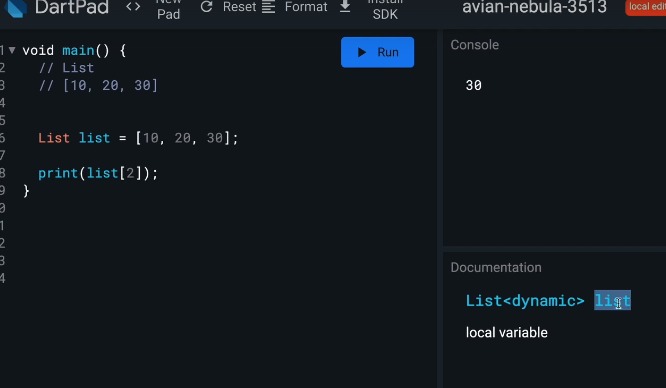 DartPad <> New Pad Reset Format Install SDK avian-nebula-3513 local edit
1 void main() {
2 // List
3 // [10, 20, 30]
4
5
6 List list = [10, 20, 30];
7
8 print(list[2]);
9 }
0
1
2
3
4
Run
Console
30
Documentation
List<dynamic> list
local variable